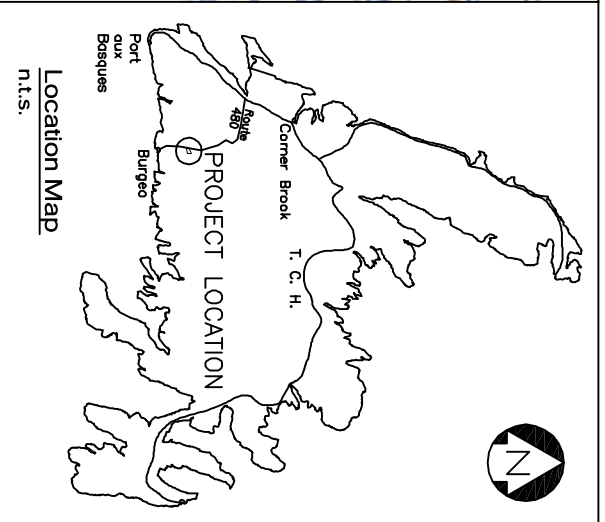 Port
aux
Basques
Burgeo
Route
480
Corner Brook
T. C. H.
PROJECT LOCATION
N
Location Map
n.t.s.